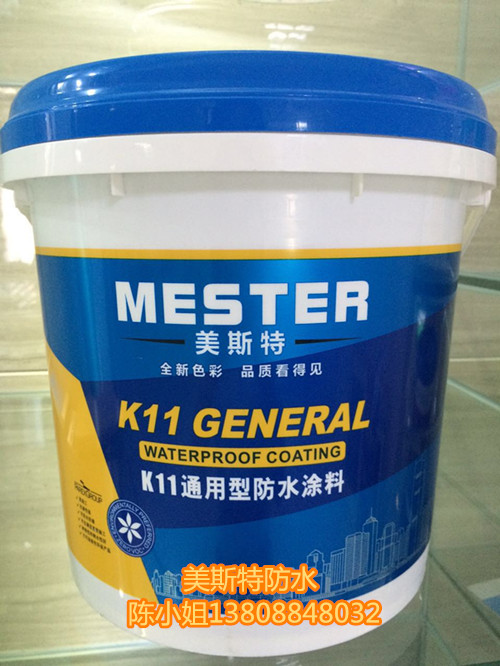 MESTER
美斯特
全新色彩 品质看得见
K11 GENERAL
WATERPROOF COATING
K11通用型防水涂料
美斯特防水
陈小姐13808848032